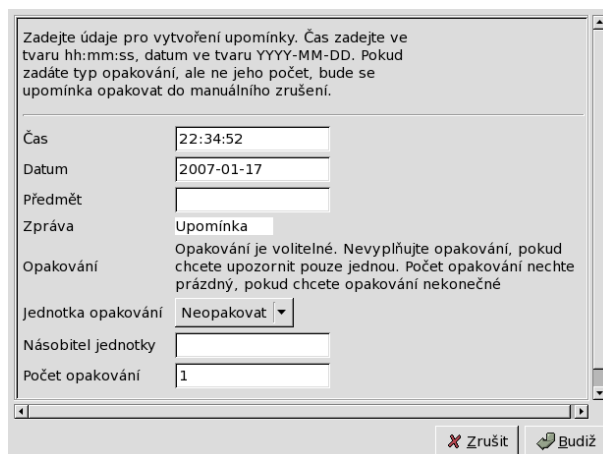 Zadejte údaje pro vytvoření upomínky. Čas zadejte ve
tvaru hh:mm:ss, datum ve tvaru YYYY-MM-DD. Pokud
zadáte typ opakování, ale ne jeho počet, bude se
upomínka opakovat do manuálního zrušení.
Čas 22:34:52
Datum 2007-01-17
Předmět
Zpráva Upomínka
Opakování Opakování je volitelné. Nevyplňujte opakování, pokud
chcete upozornit pouze jednou. Počet opakování nechte
prázdný, pokud chcete opakování nekonečné
Jednotka opakování Neopakovat
Násobitel jednotky
Počet opakování 1
Zrušit Budiž